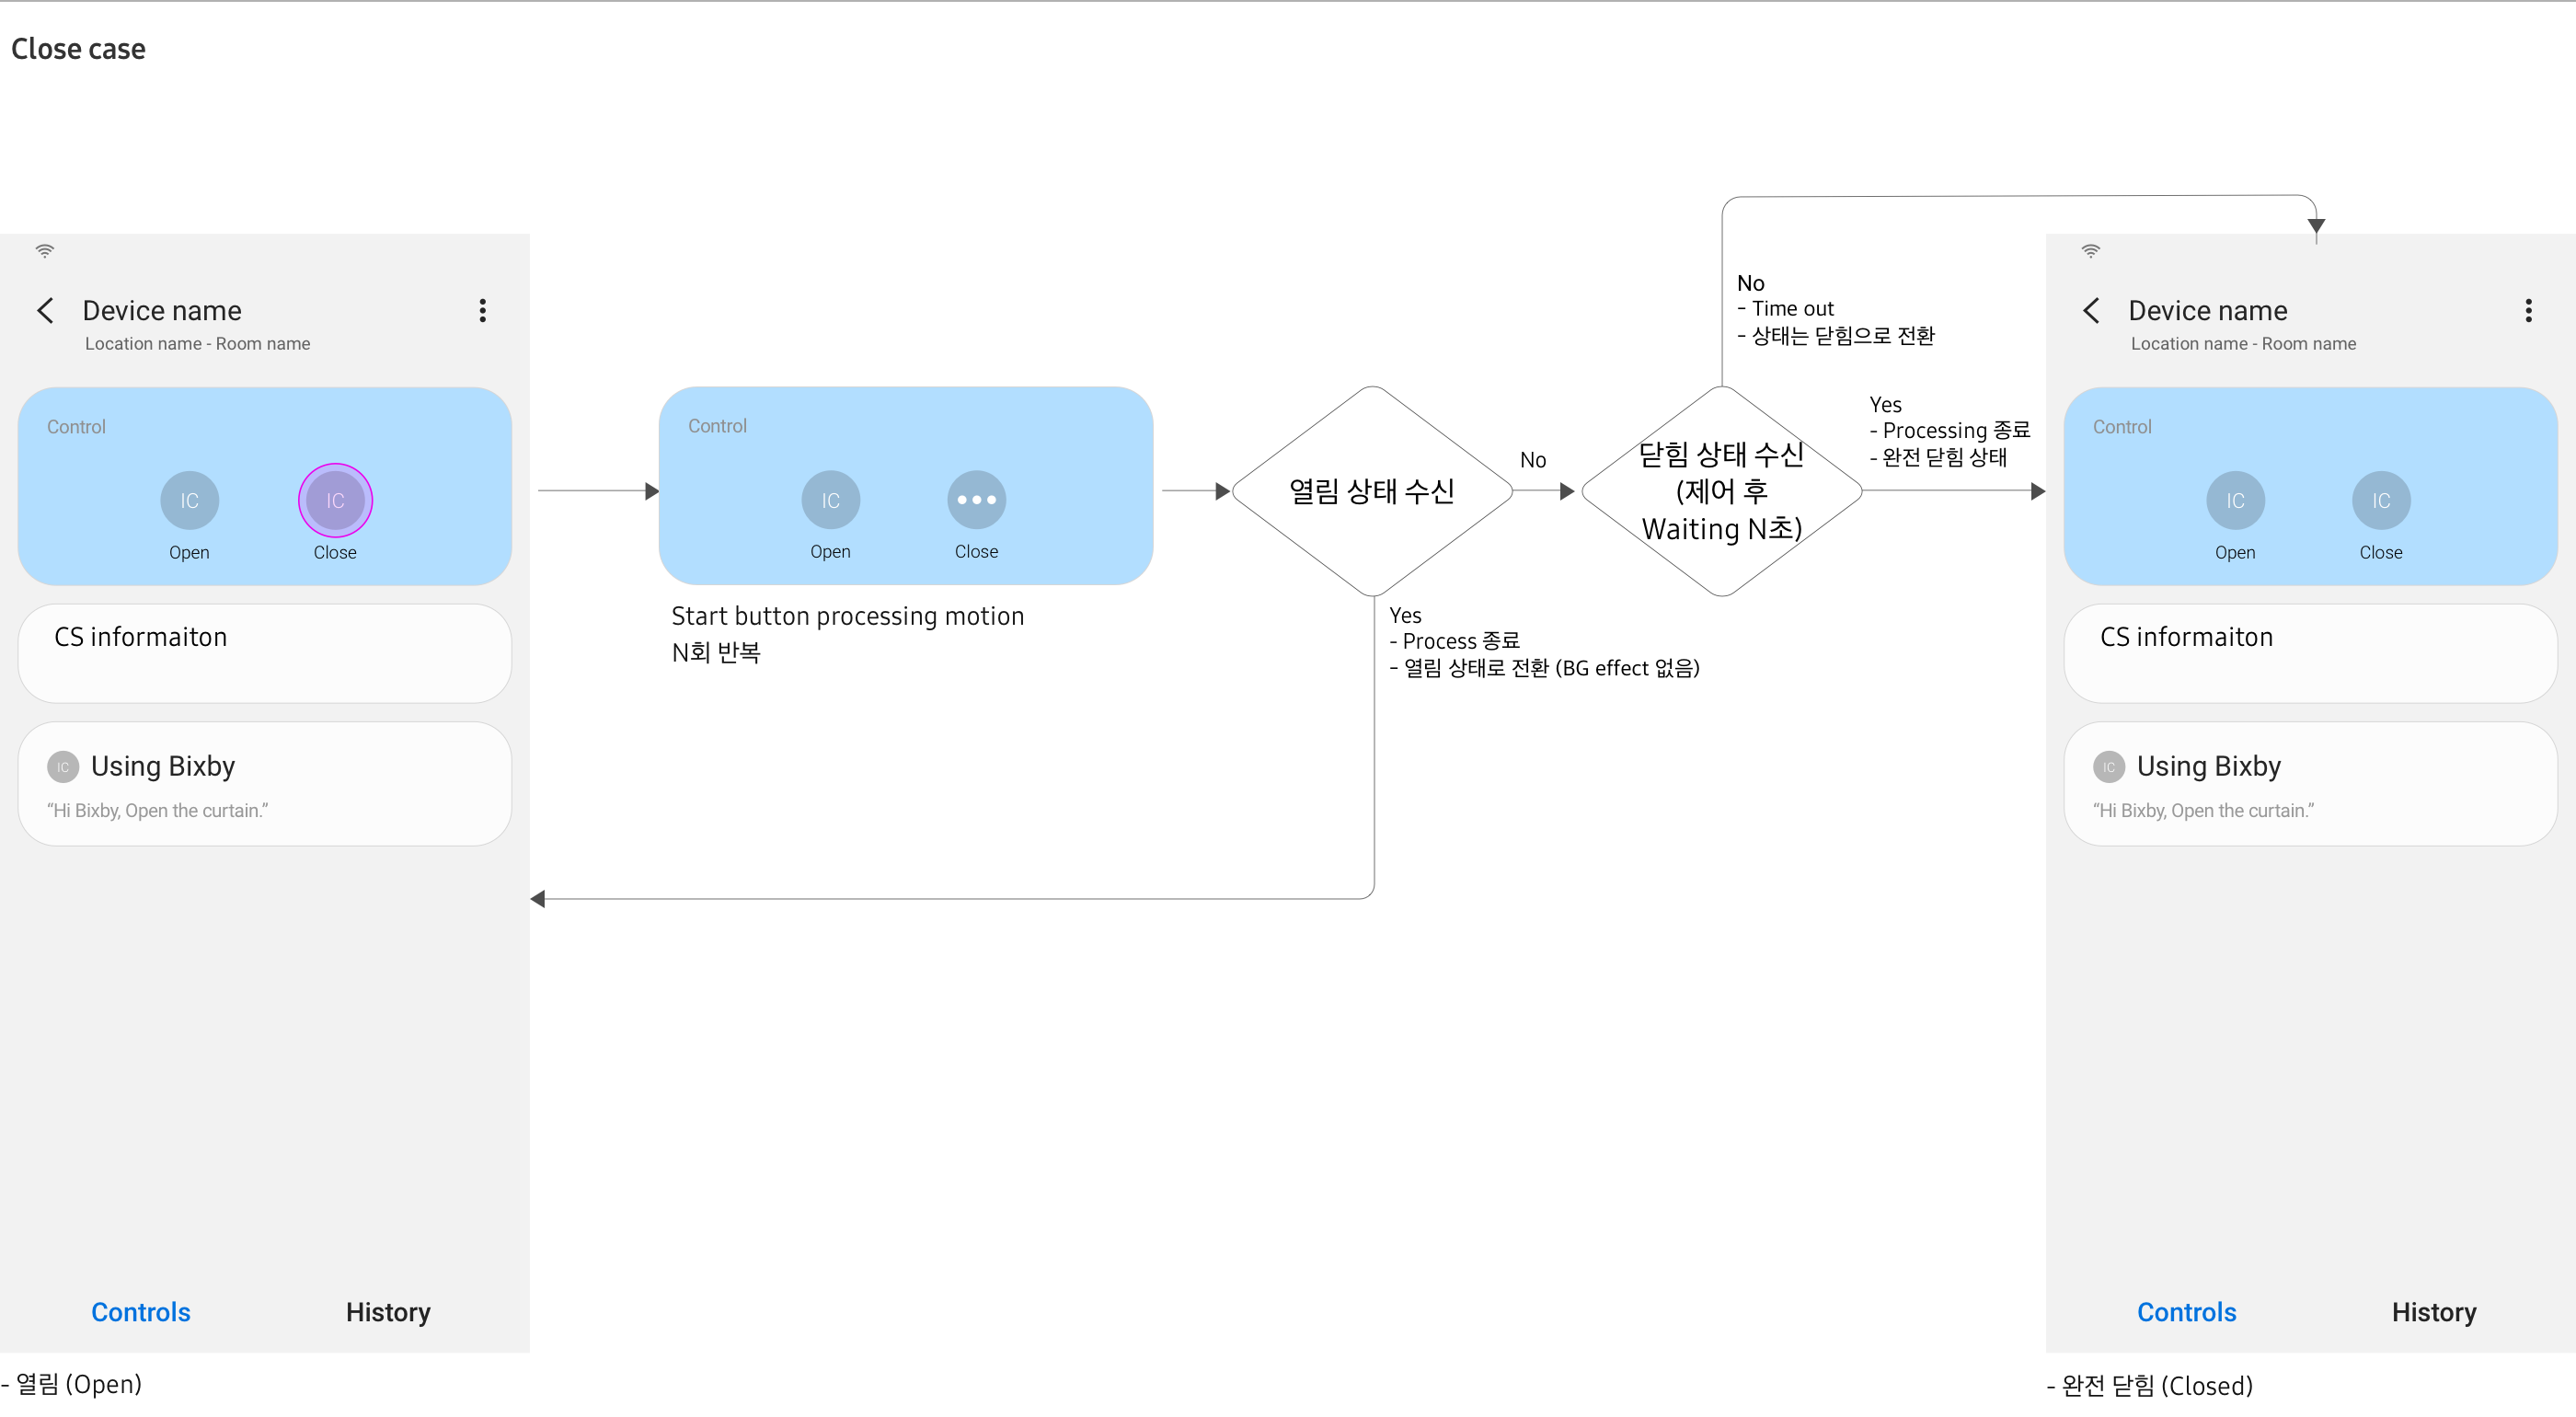 Close case
Device name
Location name - Room name
Control
IC
IC
Open
Close
CS informaiton
IC
Using Bixby
“Hi Bixby, Open the curtain.”
Controls
History
- 열림 (Open)
Control
IC
Open
Close
Start button processing motion
N회 반복
열림 상태 수신
No
Yes
- Process 종료
- 열림 상태로 전환 (BG effect 없음)
닫힘 상태 수신
(제어 후
Waiting N초)
No
- Time out
- 상태는 닫힘으로 전환
Yes
- Processing 종료
- 완전 닫힘 상태
Device name
Location name - Room name
Control
IC
IC
Open
Close
CS informaiton
IC
Using Bixby
“Hi Bixby, Open the curtain.”
Controls
History
- 완전 닫힘 (Closed)